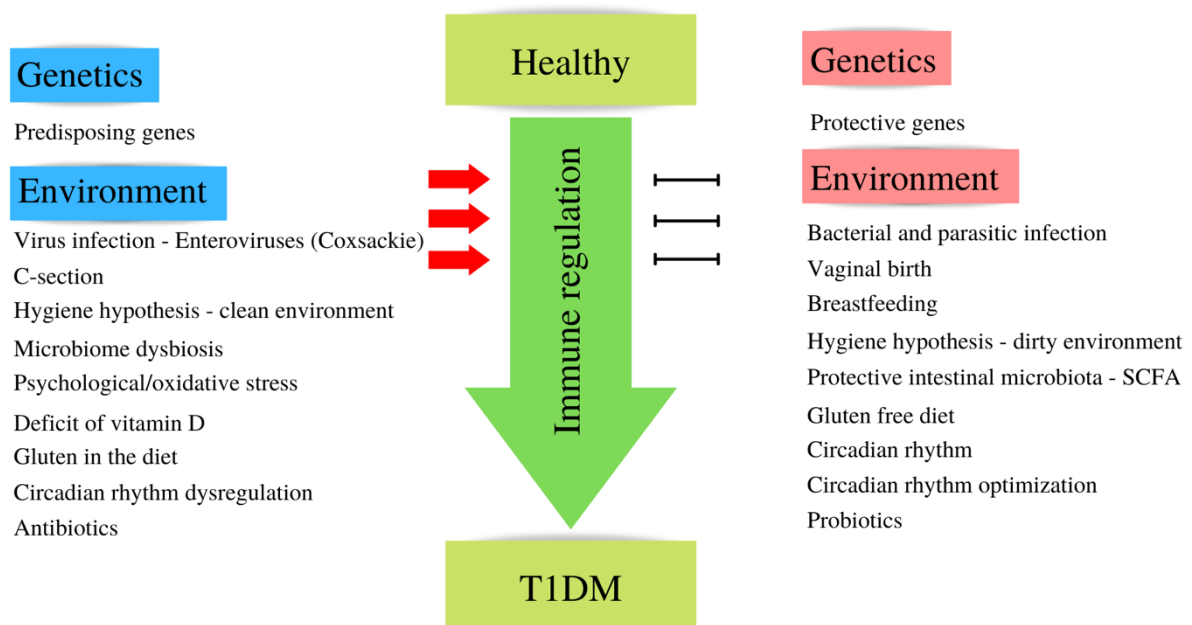 Healthy
Genetics
Predisposing genes
Environment
Virus infection - Enteroviruses (Coxsackie)
C-section
Hygiene hypothesis - clean environment
Microbiome dysbiosis
Psychological/oxidative stress
Deficit of vitamin D
Gluten in the diet
Circadian rhythm dysregulation
Antibiotics
Immune regulation
Genetics
Protective genes
Environment
Bacterial and parasitic infection
Vaginal birth
Breastfeeding
Hygiene hypothesis - dirty environment
Protective intestinal microbiota - SCFA
Gluten free diet
Circadian rhythm
Circadian rhythm optimization
Probiotics
T1DM